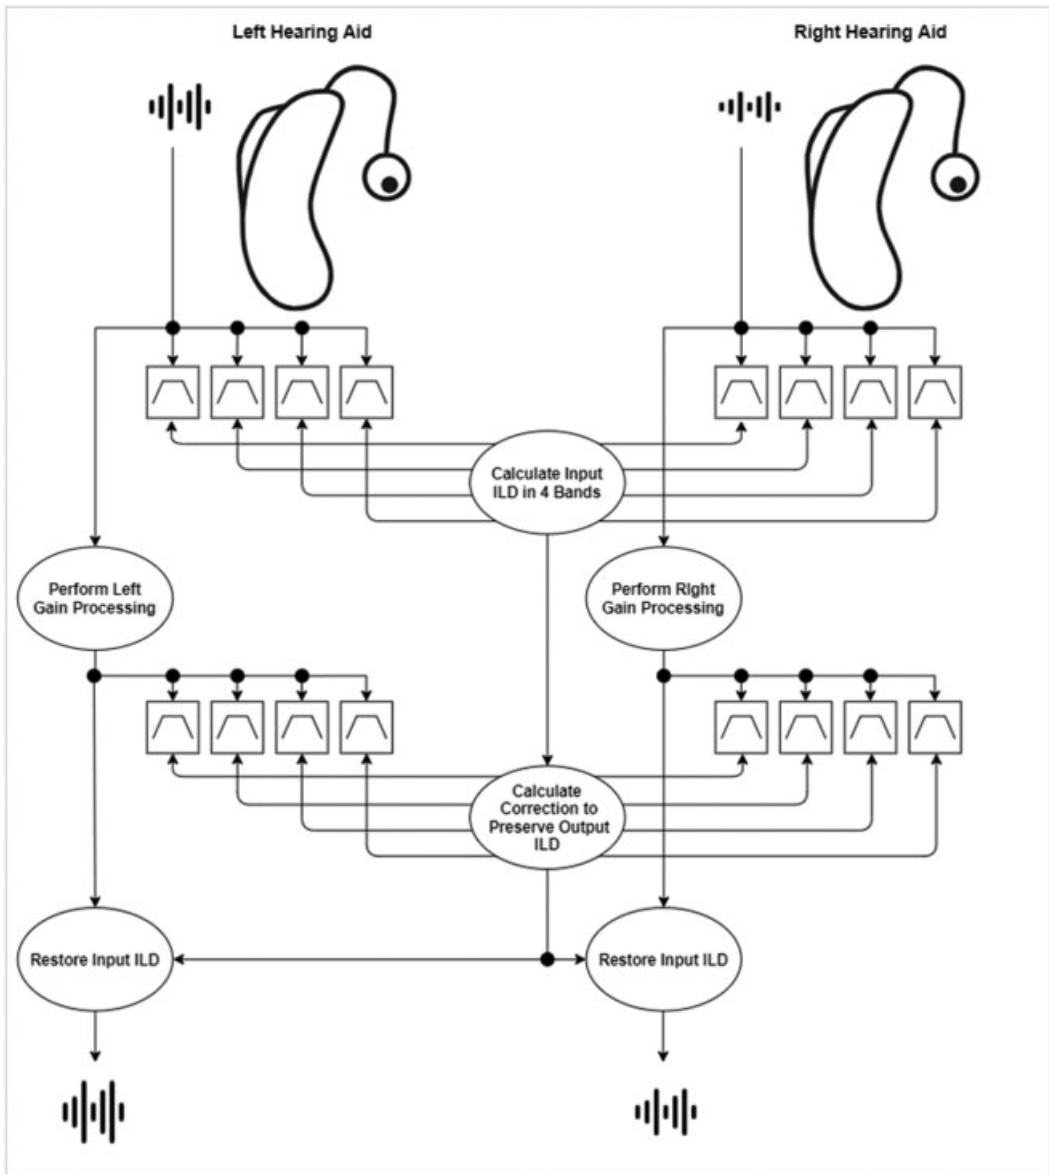 Left Hearing Aid
Right Hearing Aid
Calculate Input
ILD in 4 Bands
Perform Left
Gain Processing
Perform RIght
Gain Processing
Calculate
Correction to
Preserve Output
ILD
Restore Input ILD
Restore Input ILD